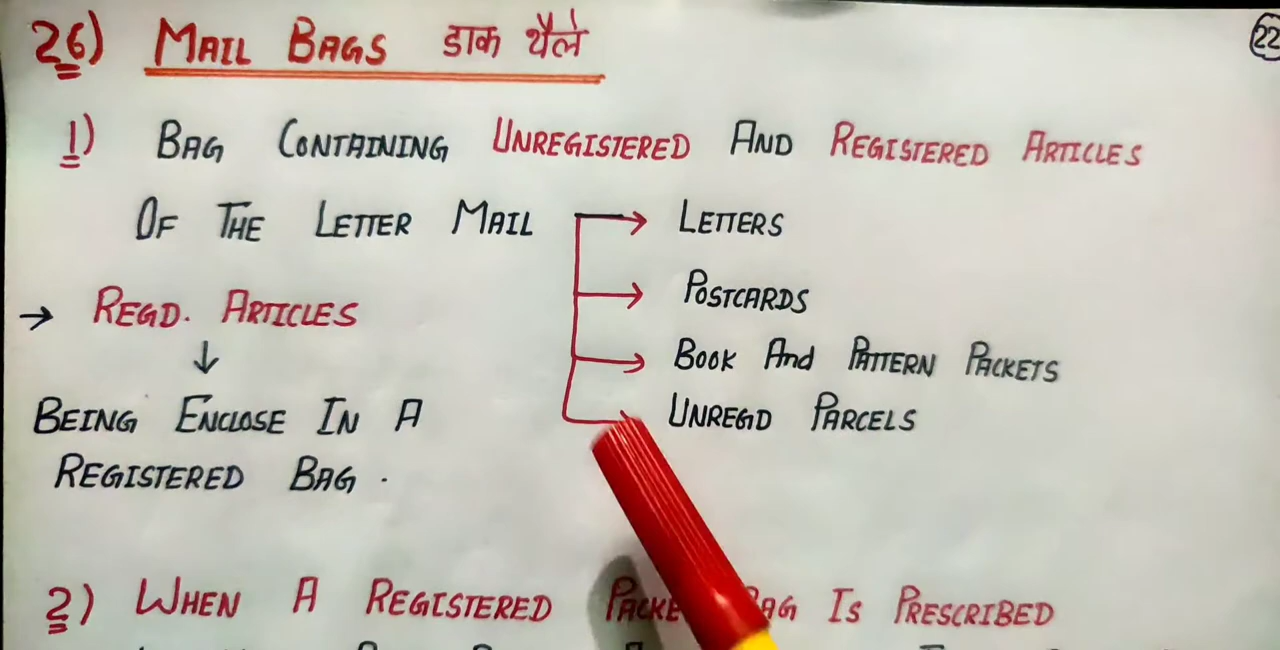 26) MAIL BAGS डाक थैले
22
1) BAG CONTAINING UNREGISTERED AND REGISTERED ARTICLES
OF THE LETTER MAIL → LETTERS
→ POSTCARDS
→ REGD. ARTICLES
→ BOOK And PATTERN PACKETS
↓
→ UNREGD PARCELS
BEING ENCLOSE IN A
REGISTERED BAG .
2) WHEN A REGISTERED IS PRESCRIBED